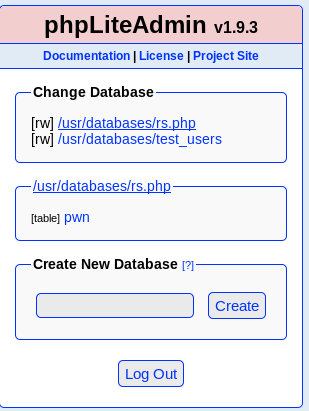 phpLiteAdmin v1.9.3
Documentation | License | Project Site
Change Database
[rw] /usr/databases/rs.php
[rw] /usr/databases/test_users
/usr/databases/rs.php
[table] pwn
Create New Database [?]
Create
Log Out